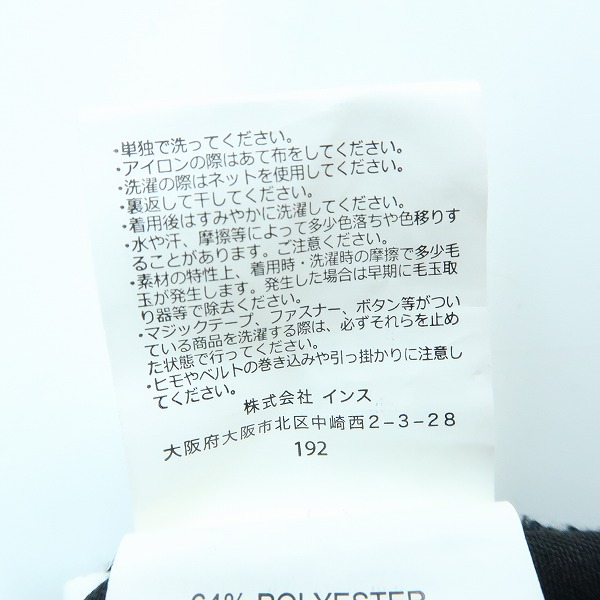 ・単独で洗ってください。
・アイロンの際はあて布をしてください。
・洗濯の際はネットを使用してください。
・裏返して干してください。
・着用後はすみやかに洗濯してください。
・水や汗、摩擦等によって多少色落ちや色移りす
ることがあります。ご注意ください。
・素材の特性上、着用時・洗濯時の摩擦で多少毛
玉が発生します。発生した場合は早期に毛玉取
り器等で除去ください。
・マジックテープ、ファスナー、ボタン等がつい
ている商品を洗濯する際は、必ずそれらを止め
た状態で行ってください。
・ヒモやベルトの巻き込みや引っ掛かりに注意し
てください。
株式会社 インス
大阪府大阪市北区中崎西2-3-28
192
64% POLYESTER